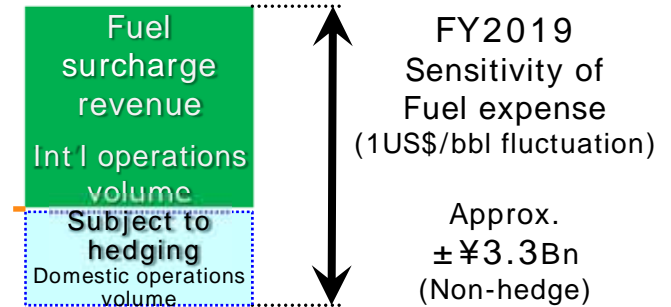 Fuel
surcharge
revenue
Int'l operations
volume
Subject to
hedging
Domestic operations
volume
FY2019
Sensitivity of
Fuel expense
(1US$/bbl fluctuation)
Approx.
±¥3.3Bn
(Non-hedge)